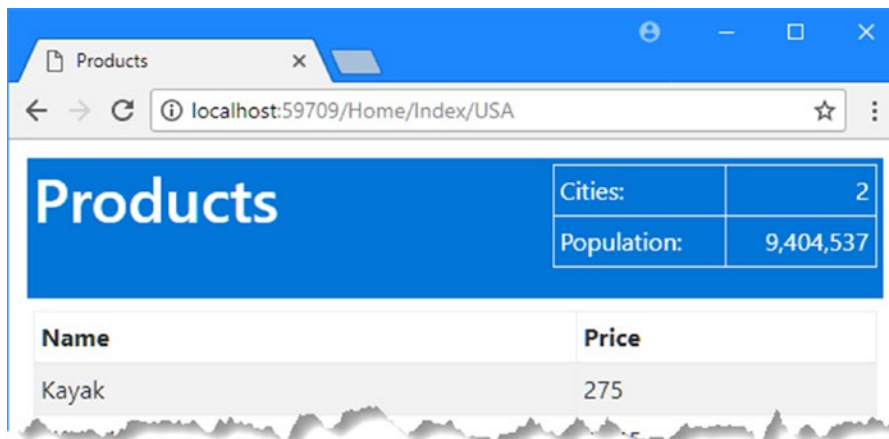 Products
localhost:59709/Home/Index/USA
Products
Cities: 2
Population: 9,404,537
Name Price
Kayak 275